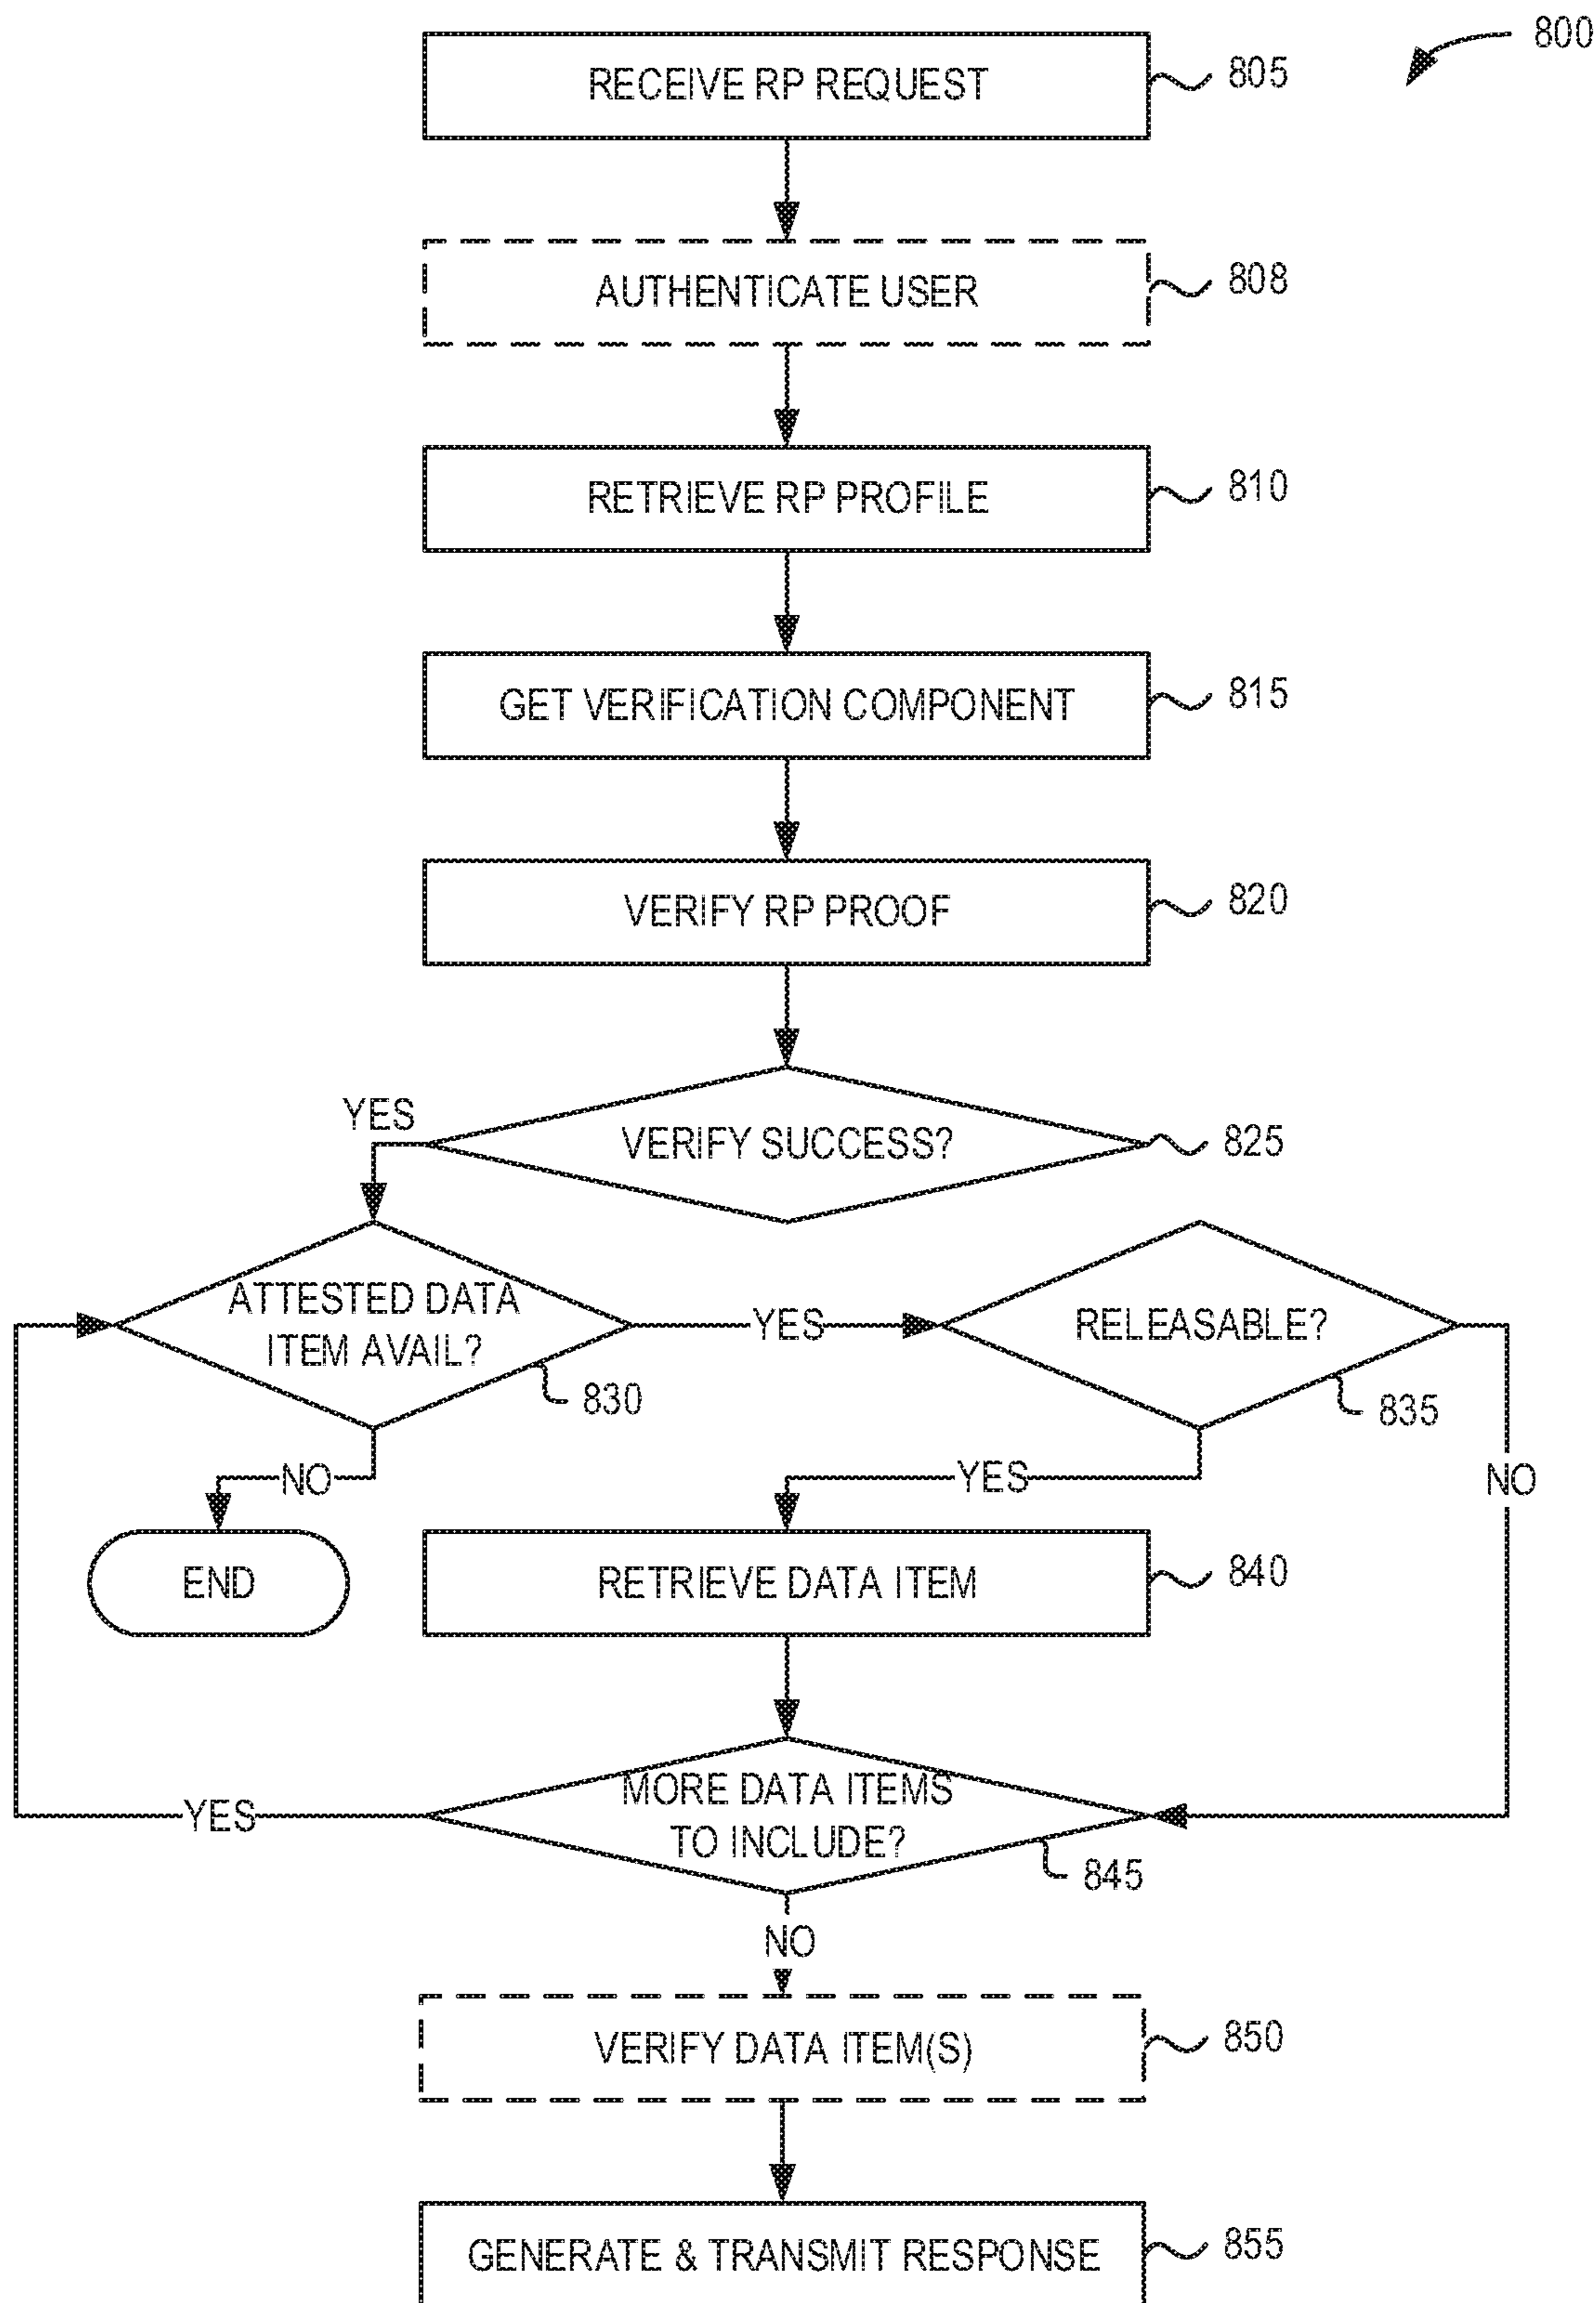 800
RECEIVE RP REQUEST
805
AUTHENTICATE USER
808
RETRIEVE RP PROFILE
810
GET VERIFICATION COMPONENT
815
VERIFY RP PROOF
820
YES
VERIFY SUCCESS?
825
ATTESTED DATA
ITEM AVAIL?
830
YES
RELEASABLE?
835
NO
YES
NO
END
RETRIEVE DATA ITEM
840
YES
MORE DATA ITEMS
TO INCLUDE?
845
NO
VERIFY DATA ITEM(S)
850
GENERATE & TRANSMIT RESPONSE
855